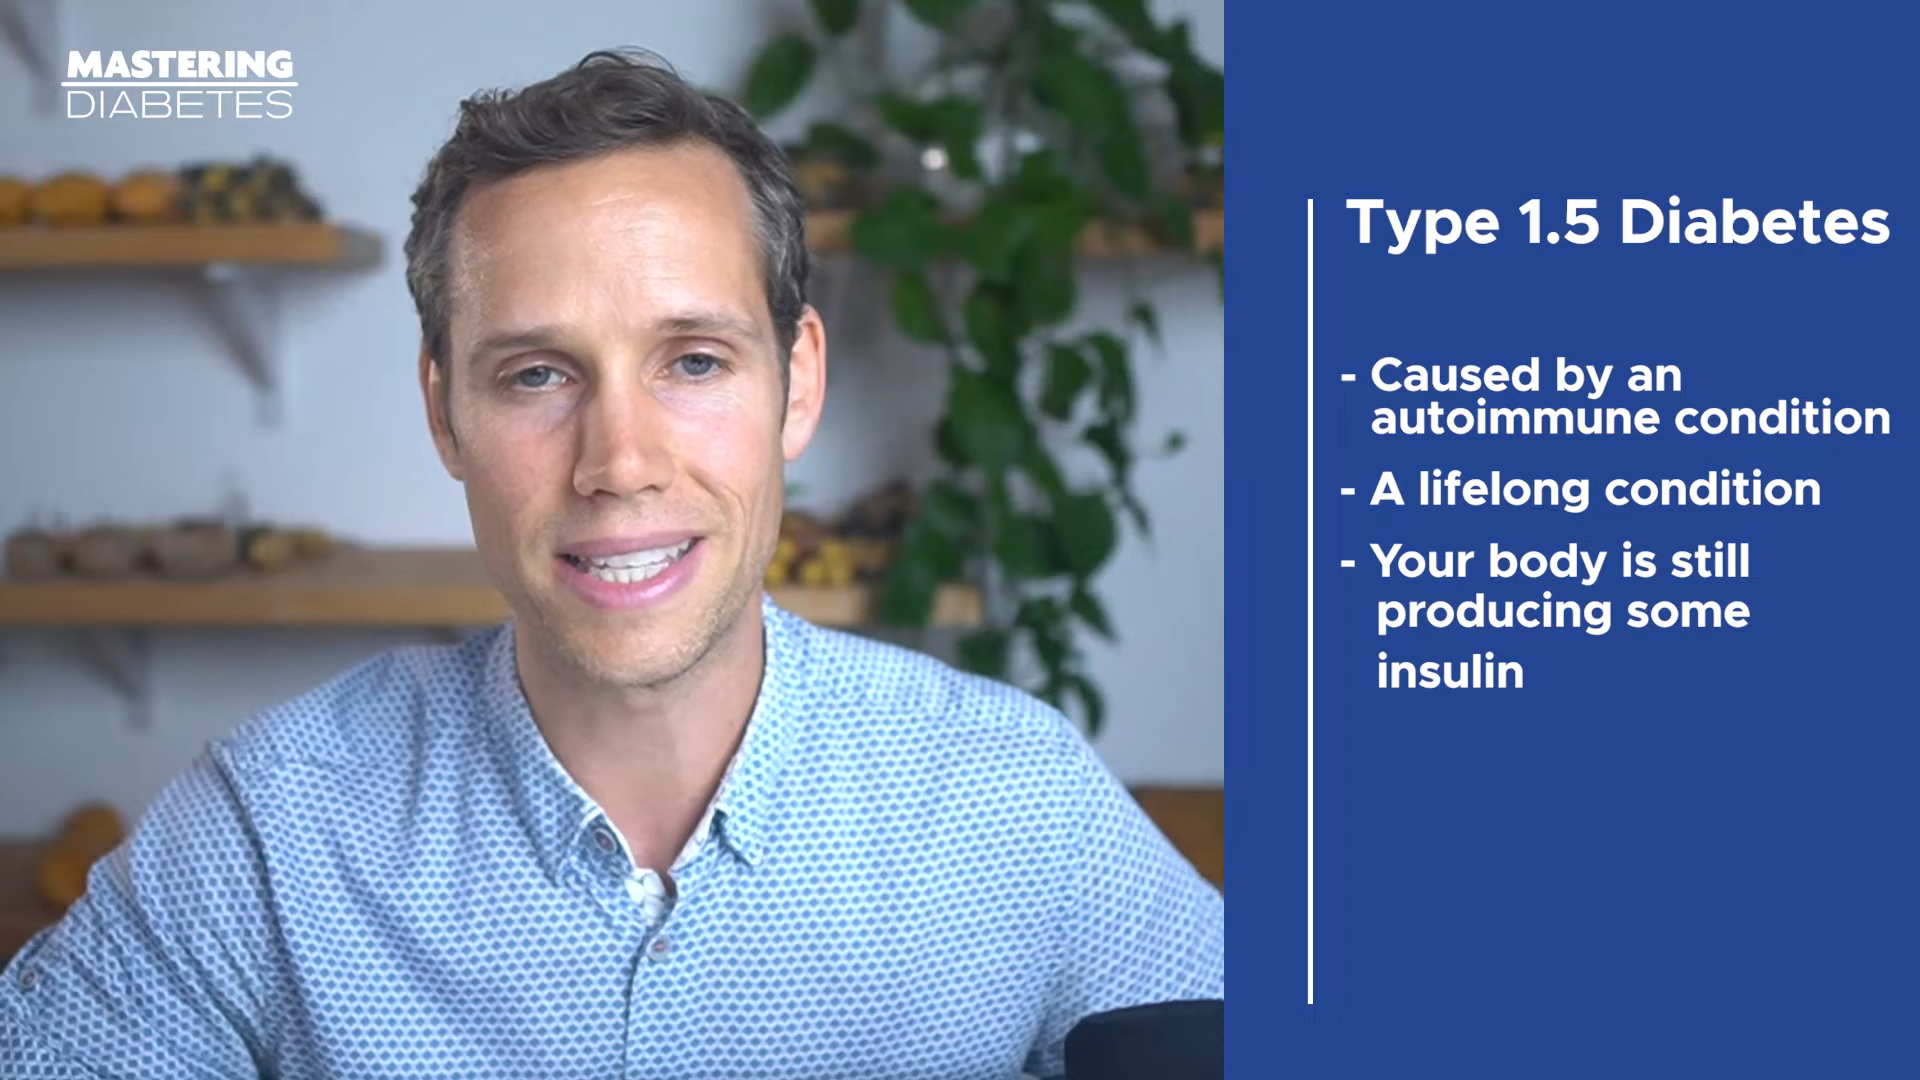 MASTERING
DIABETES
Type 1.5 Diabetes
- Caused by an
autoimmune condition
- A lifelong condition
- Your body is still
producing some
insulin